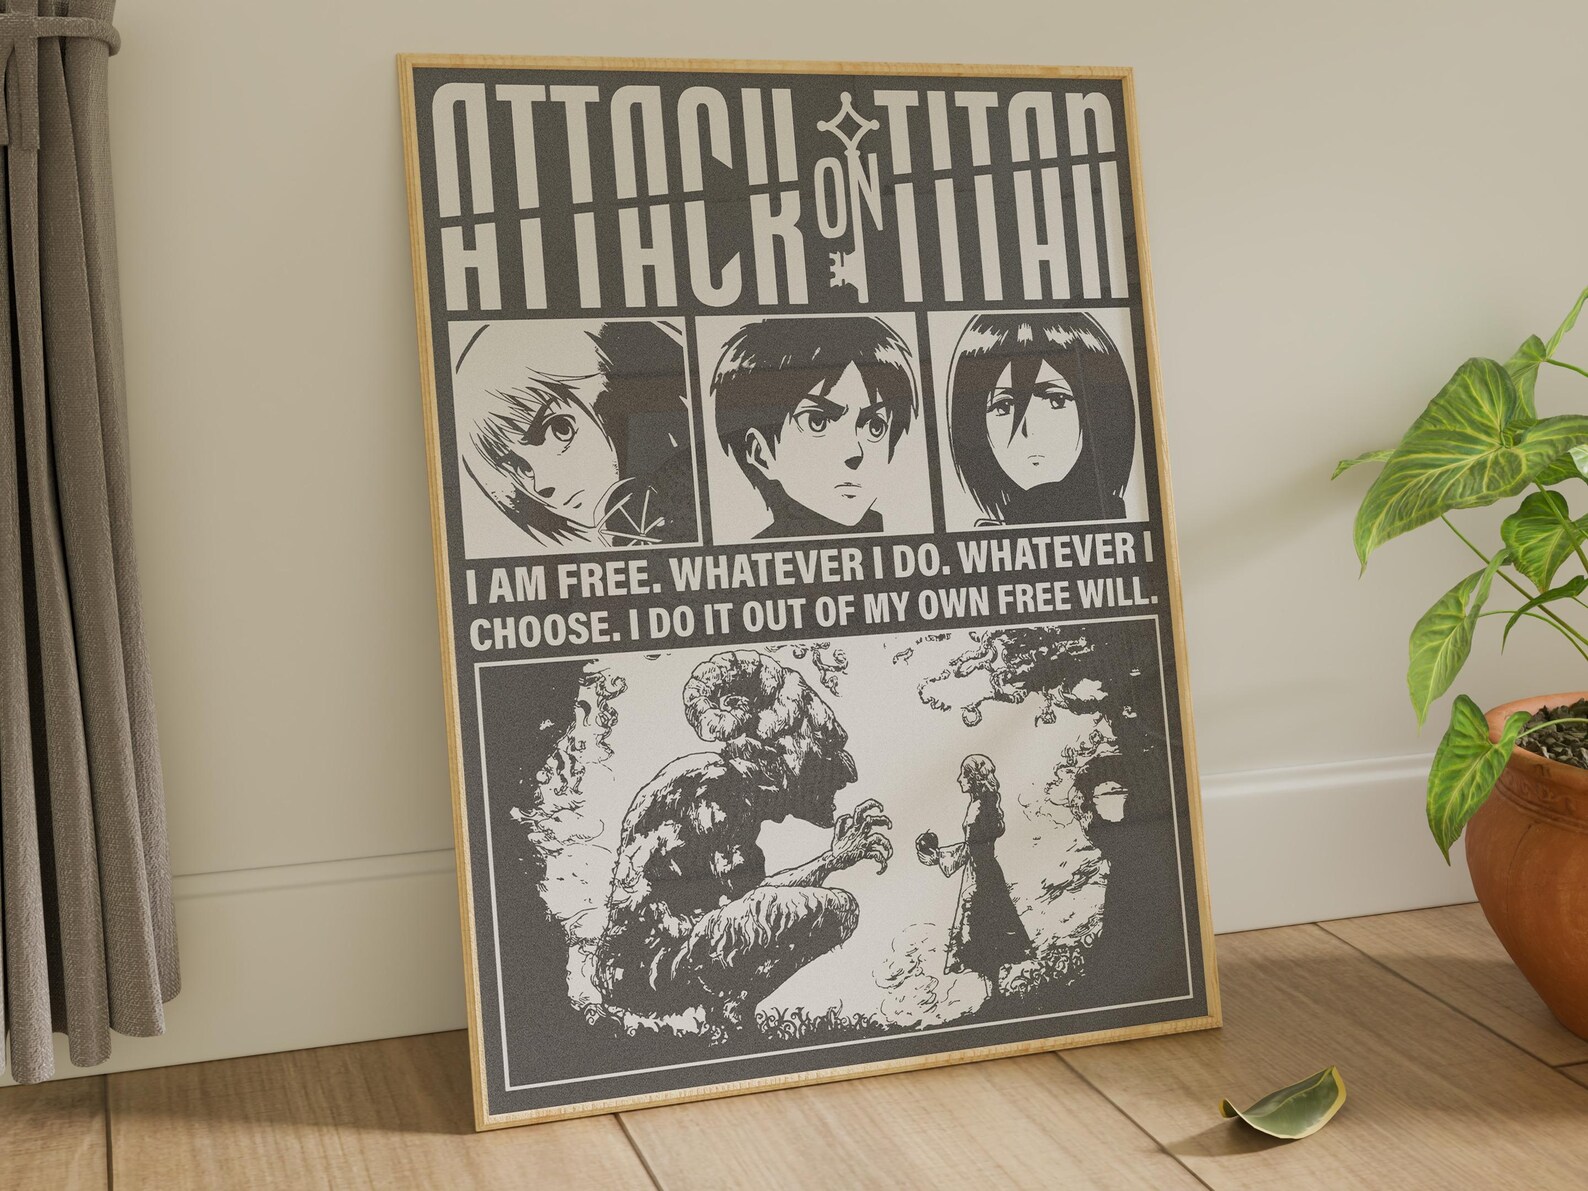 ATTACK ON TITAN
I AM FREE. WHATEVER I DO. WHATEVER I
CHOOSE. I DO IT OUT OF MY OWN FREE WILL.